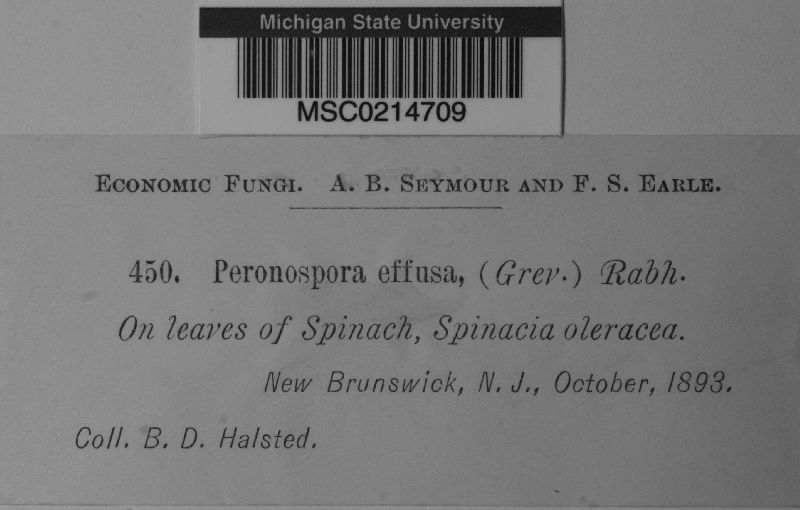 Michigan State University
MSC0214709
Economic Fungi. A. B. Seymour and F. S. Earle.
450. Peronospora effusa, (Grev.) Rabh.
On leaves of Spinach, Spinacia oleracea.
New Brunswick, N. J., October, 1893.
Coll. B. D. Halsted.